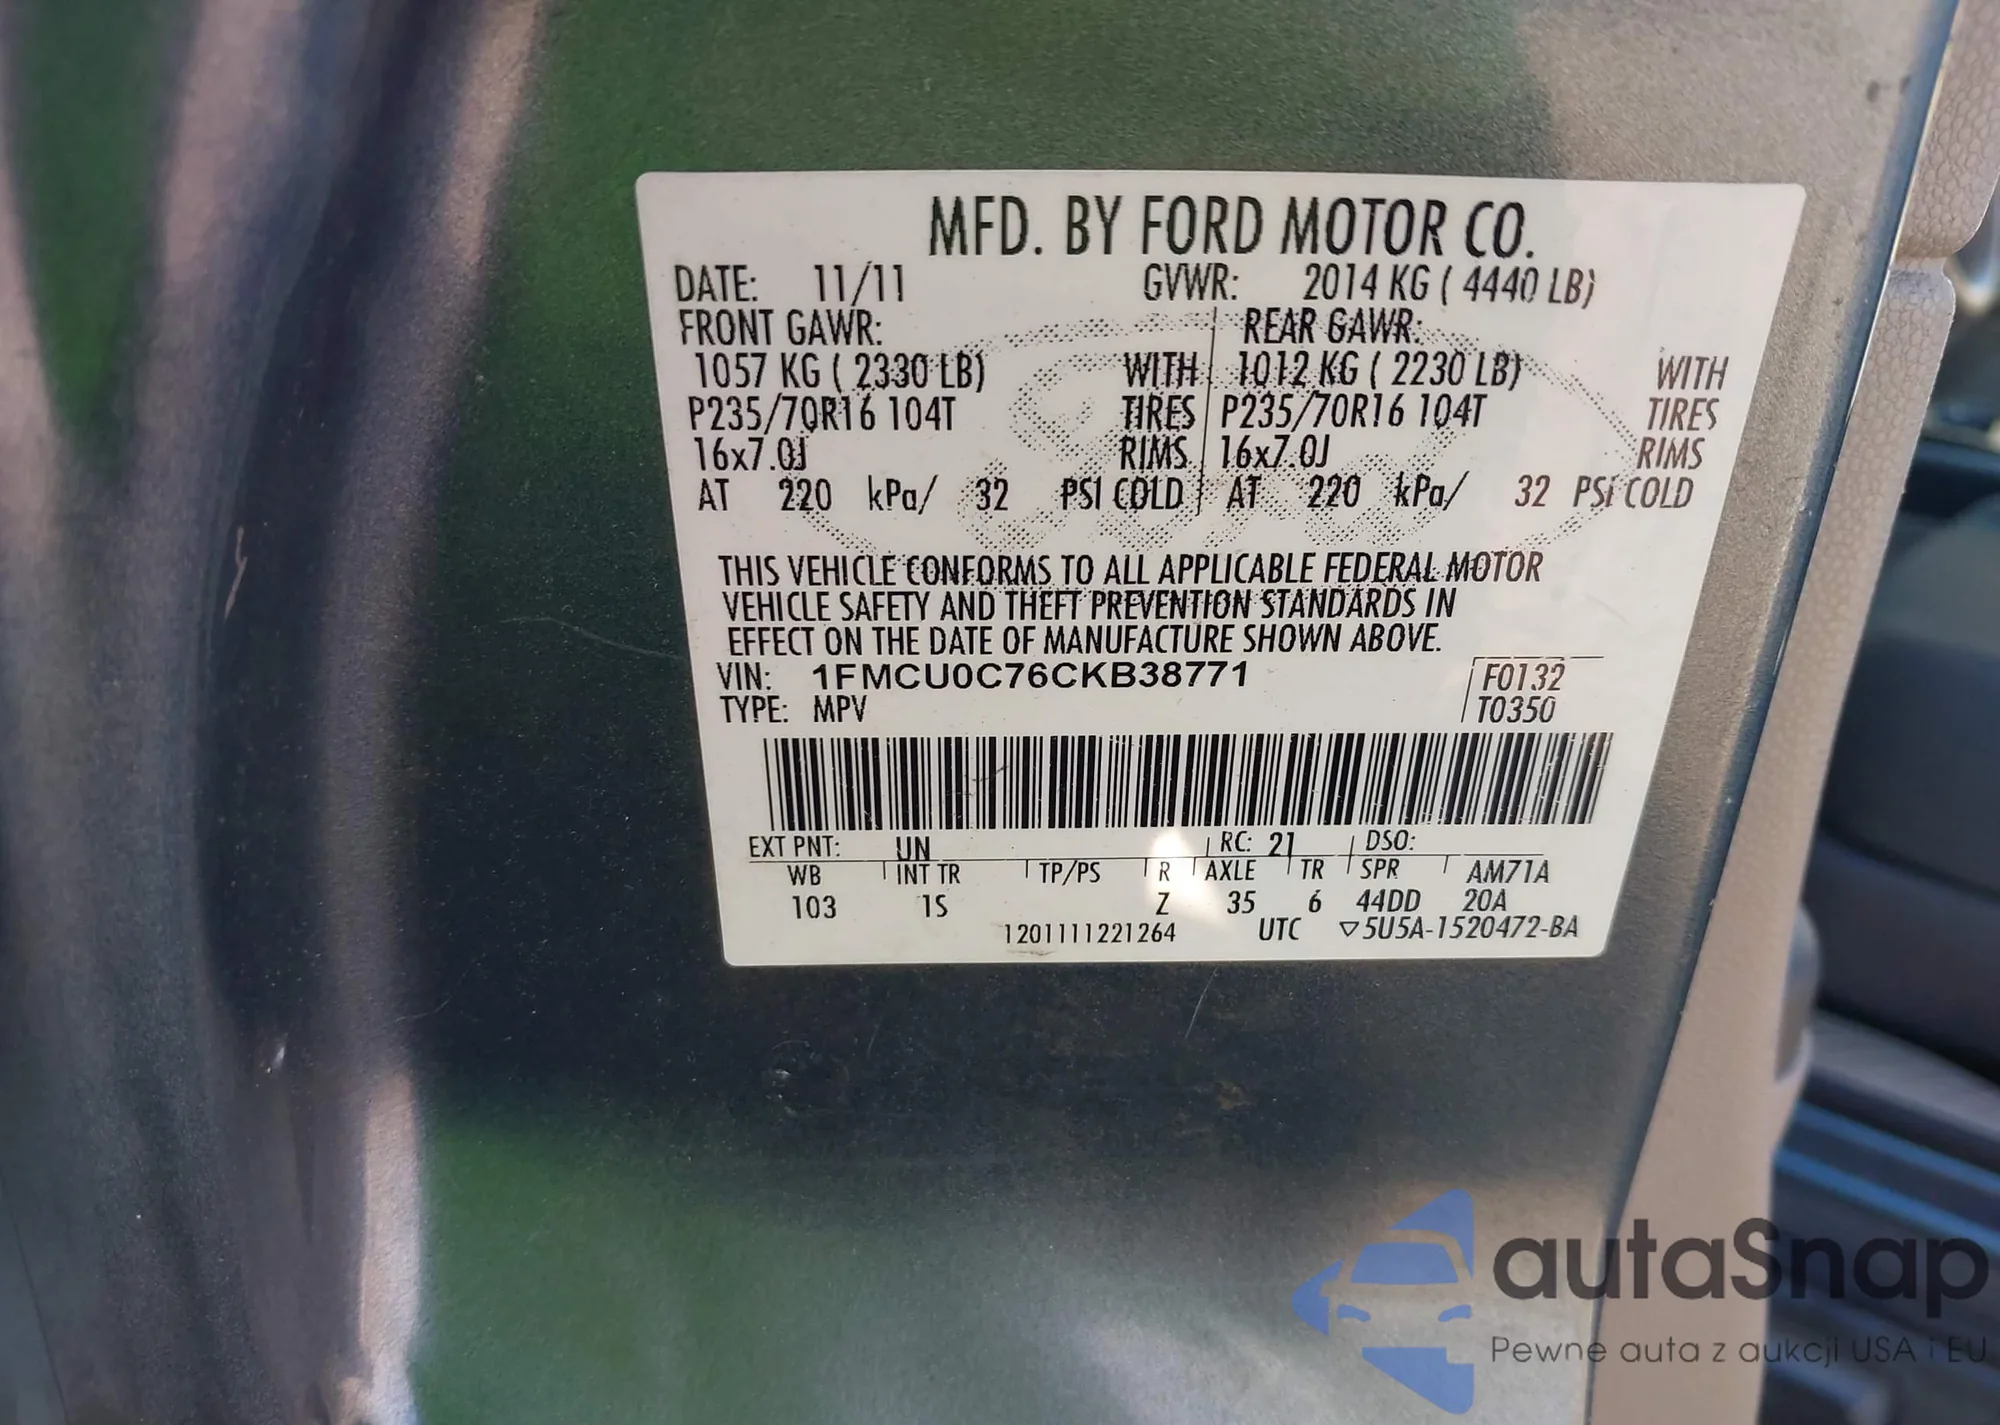 MFD. BY FORD MOTOR CO.
DATE: 11/11 GVWR: 2014 KG ( 4440 LB)
FRONT GAWR: REAR GAWR:
1057 KG ( 2330 LB) WITH 1012 KG ( 2230 LB) WITH
P235/70R16 104T TIRES P235/70R16 104T TIRES
16x7.0J RIMS 16x7.0J RIMS
AT 220 kPa/ 32 PSI COLD AT 220 kPa/ 32 PSI COLD
THIS VEHICLE CONFORMS TO ALL APPLICABLE FEDERAL MOTOR
VEHICLE SAFETY AND THEFT PREVENTION STANDARDS IN
EFFECT ON THE DATE OF MANUFACTURE SHOWN ABOVE.
VIN: 1FMCU0C76CKB38771 F0132
TYPE: MPV T0350
EXT PNT: UN RC: 21 DSO:
WB INT TR TP/PS R AXLE TR SPR AM71A
103 1S Z 35 6 44DD 20A
1201111221264 UTC ▽5U5A-1520472-BA
autaSnap
Pewne auta z aukcji USA i EU